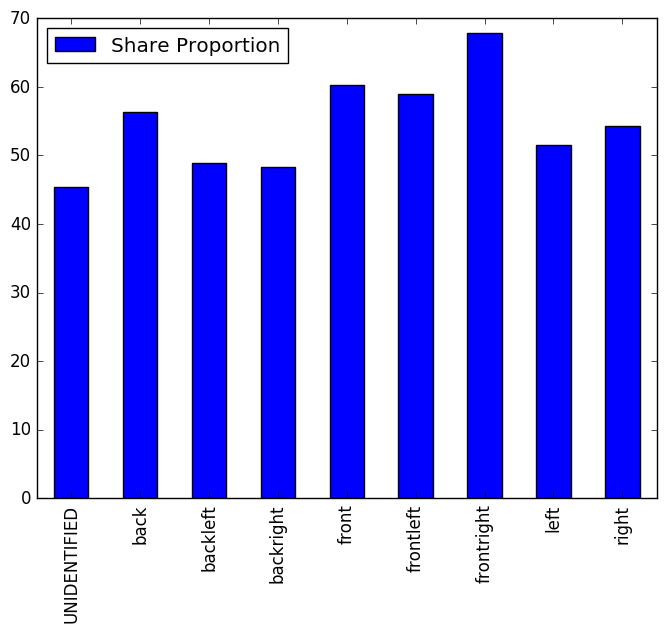 Share Proportion
70
60
50
40
30
20
10
0
UNIDENTIFIED
back
backleft
backright
front
frontleft
frontright
left
right